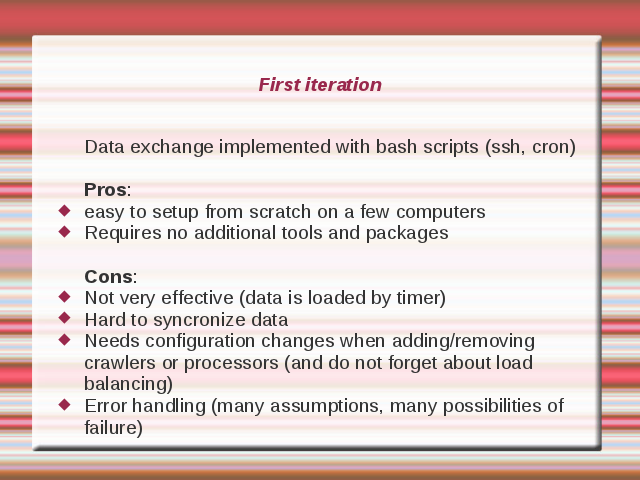 First iteration
Data exchange implemented with bash scripts (ssh, cron)
Pros:
easy to setup from scratch on a few computers
Requires no additional tools and packages
Cons:
Not very effective (data is loaded by timer)
Hard to syncronize data
Needs configuration changes when adding/removing
crawlers or processors (and do not forget about load
balancing)
Error handling (many assumptions, many possibilities of
failure)